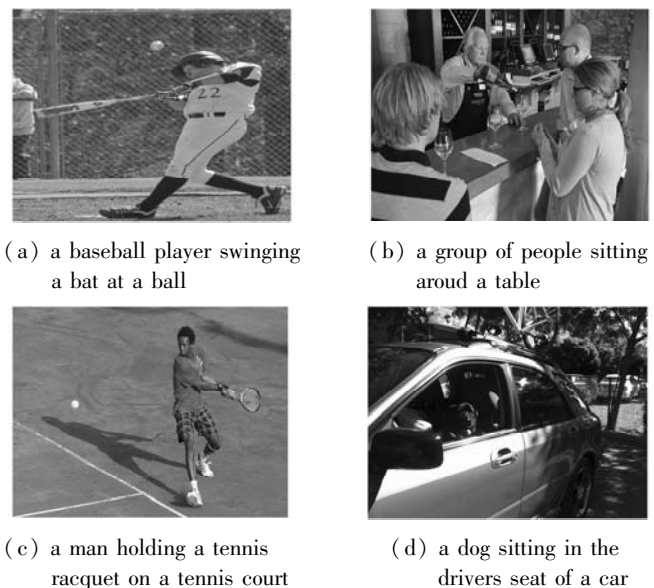 22
(a) a baseball player swinging
a bat at a ball
(b) a group of people sitting
aroud a table
(c) a man holding a tennis
racquet on a tennis court
(d) a dog sitting in the
drivers seat of a car